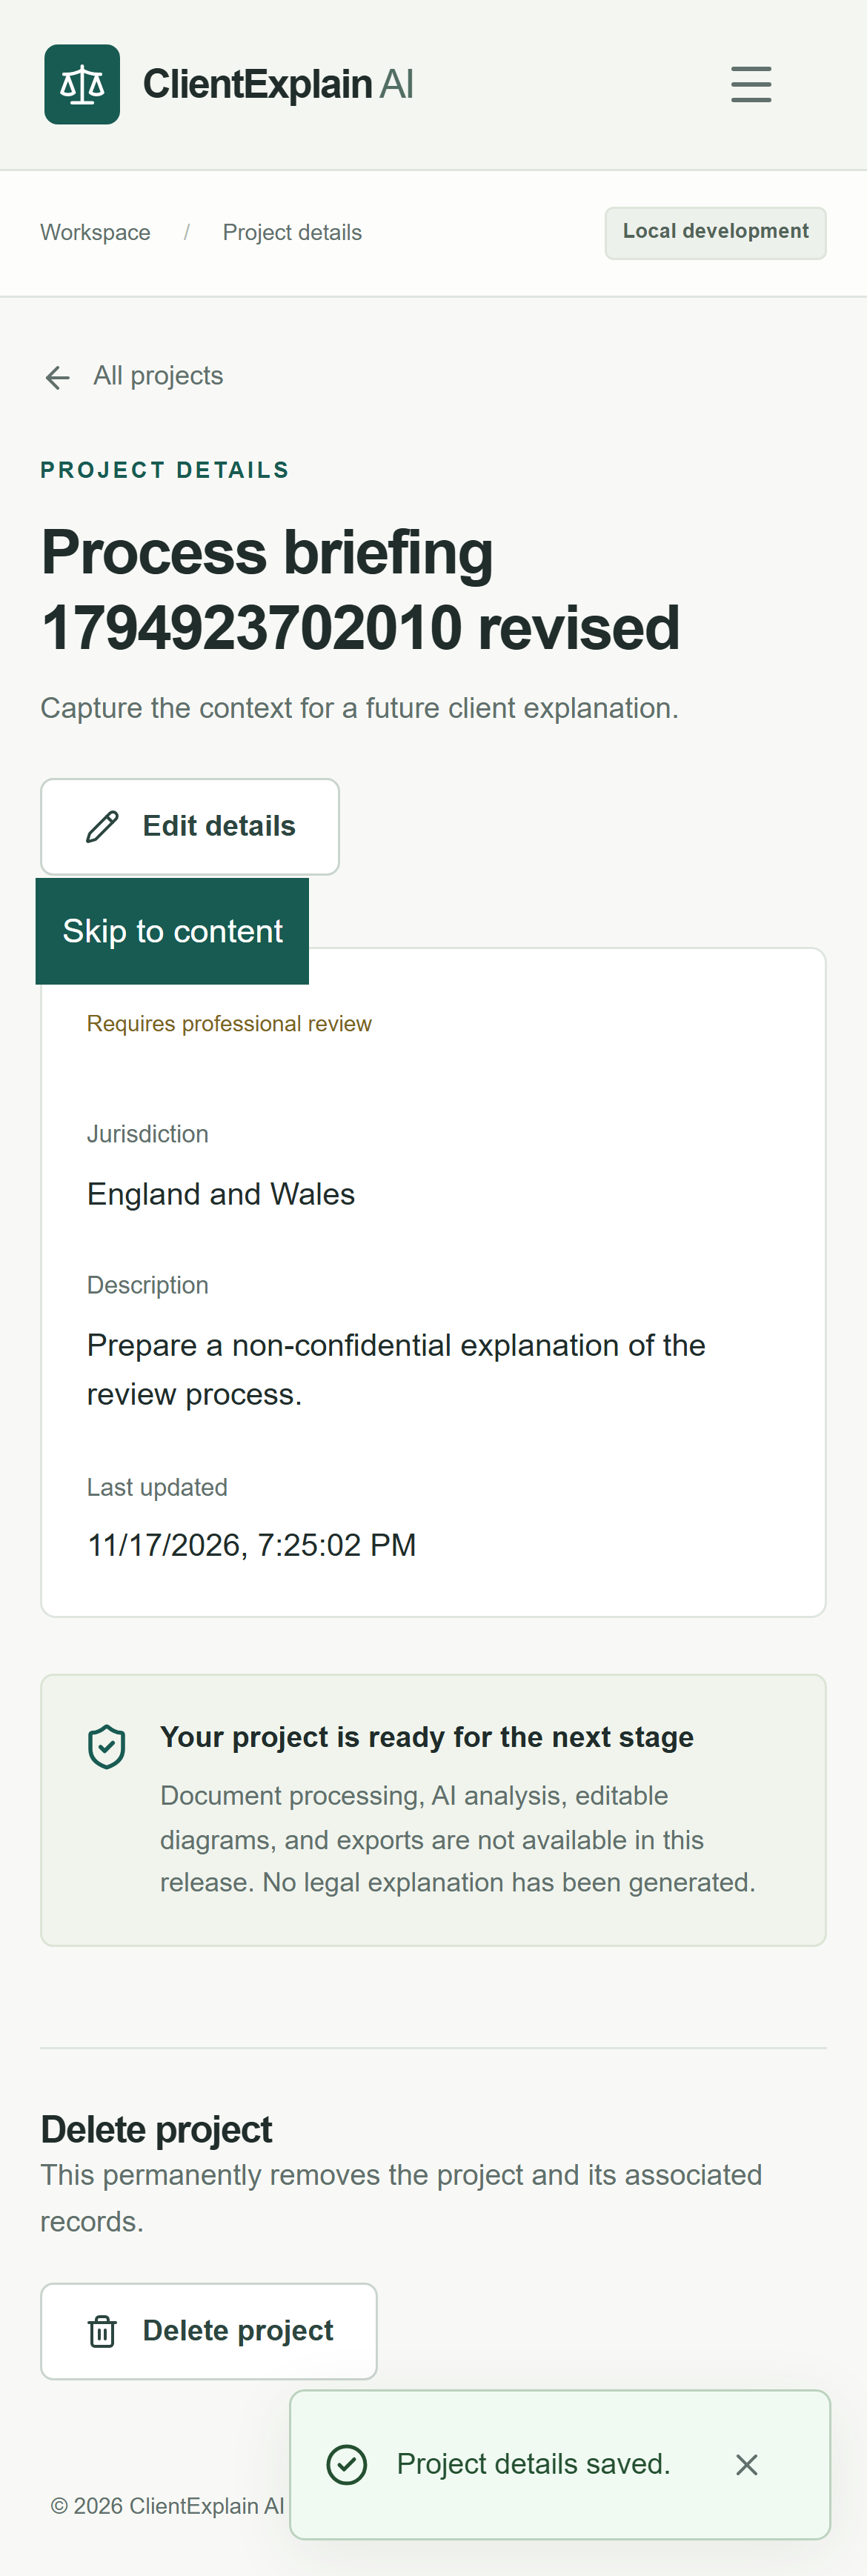 ClientExplain AI
Workspace / Project details
Local development
All projects
PROJECT DETAILS
Process briefing
1794923702010 revised
Capture the context for a future client explanation.
Edit details
Skip to content
Requires professional review
Jurisdiction
England and Wales
Description
Prepare a non-confidential explanation of the
review process.
Last updated
11/17/2026, 7:25:02 PM
Your project is ready for the next stage
Document processing, AI analysis, editable
diagrams, and exports are not available in this
release. No legal explanation has been generated.
Delete project
This permanently removes the project and its associated
records.
Delete project
Project details saved.
© 2026 ClientExplain AI